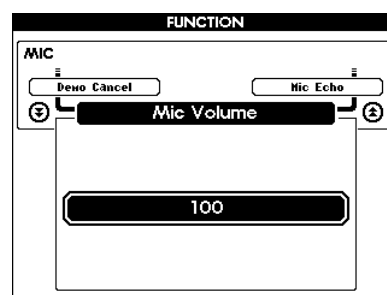 FUNCTION
MIC
Demo Cancel
Mic Echo
Mic Volume
100